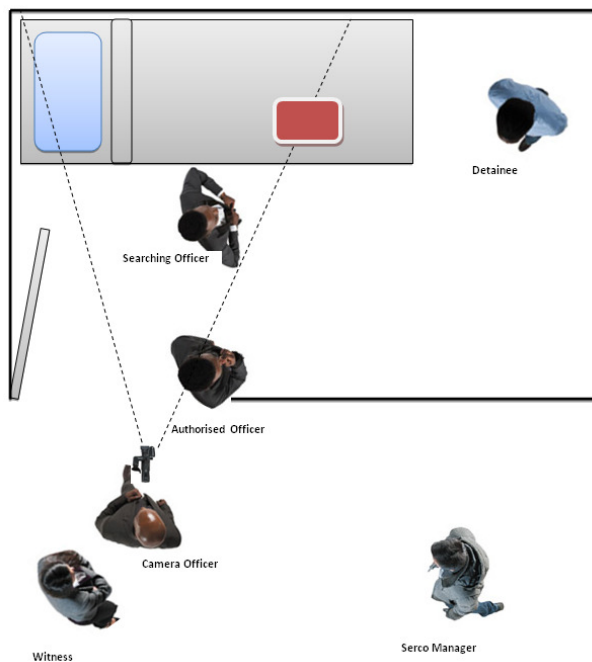 Detainee
Searching Officer
Authorised Officer
Camera Officer
Serco Manager
Witness